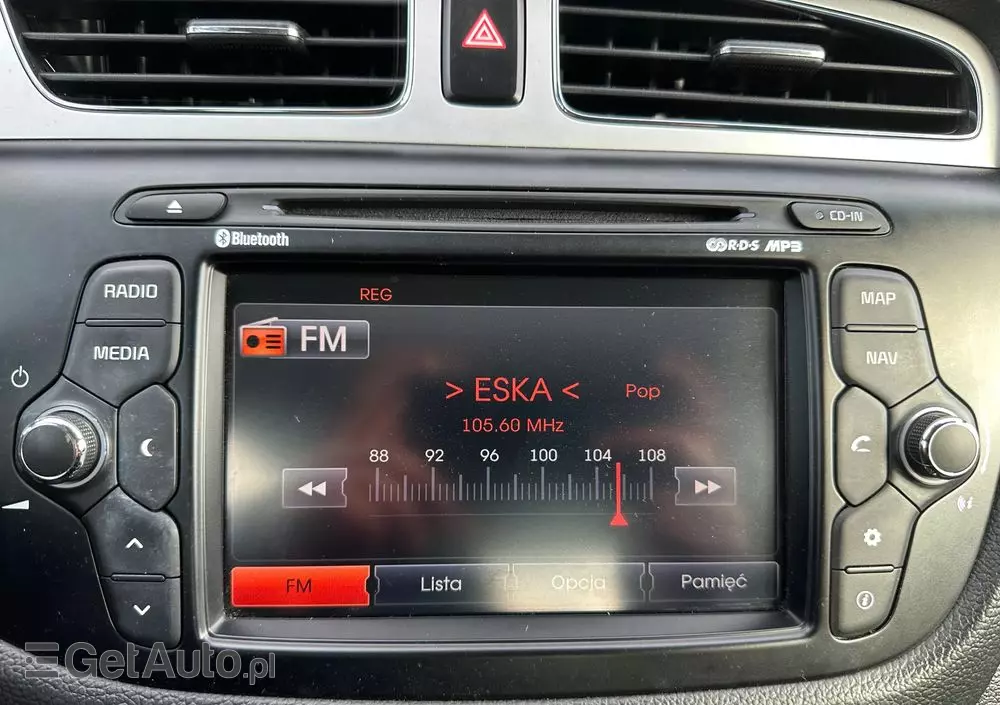 CD-IN
Bluetooth
R·D·S MP3
RADIO
MEDIA
MAP
NAV
REG
FM
> ESKA <
Pop
105.60 MHz
88 92 96 100 104 108
FM Lista Opcja Pamięć
GetAuto.pl